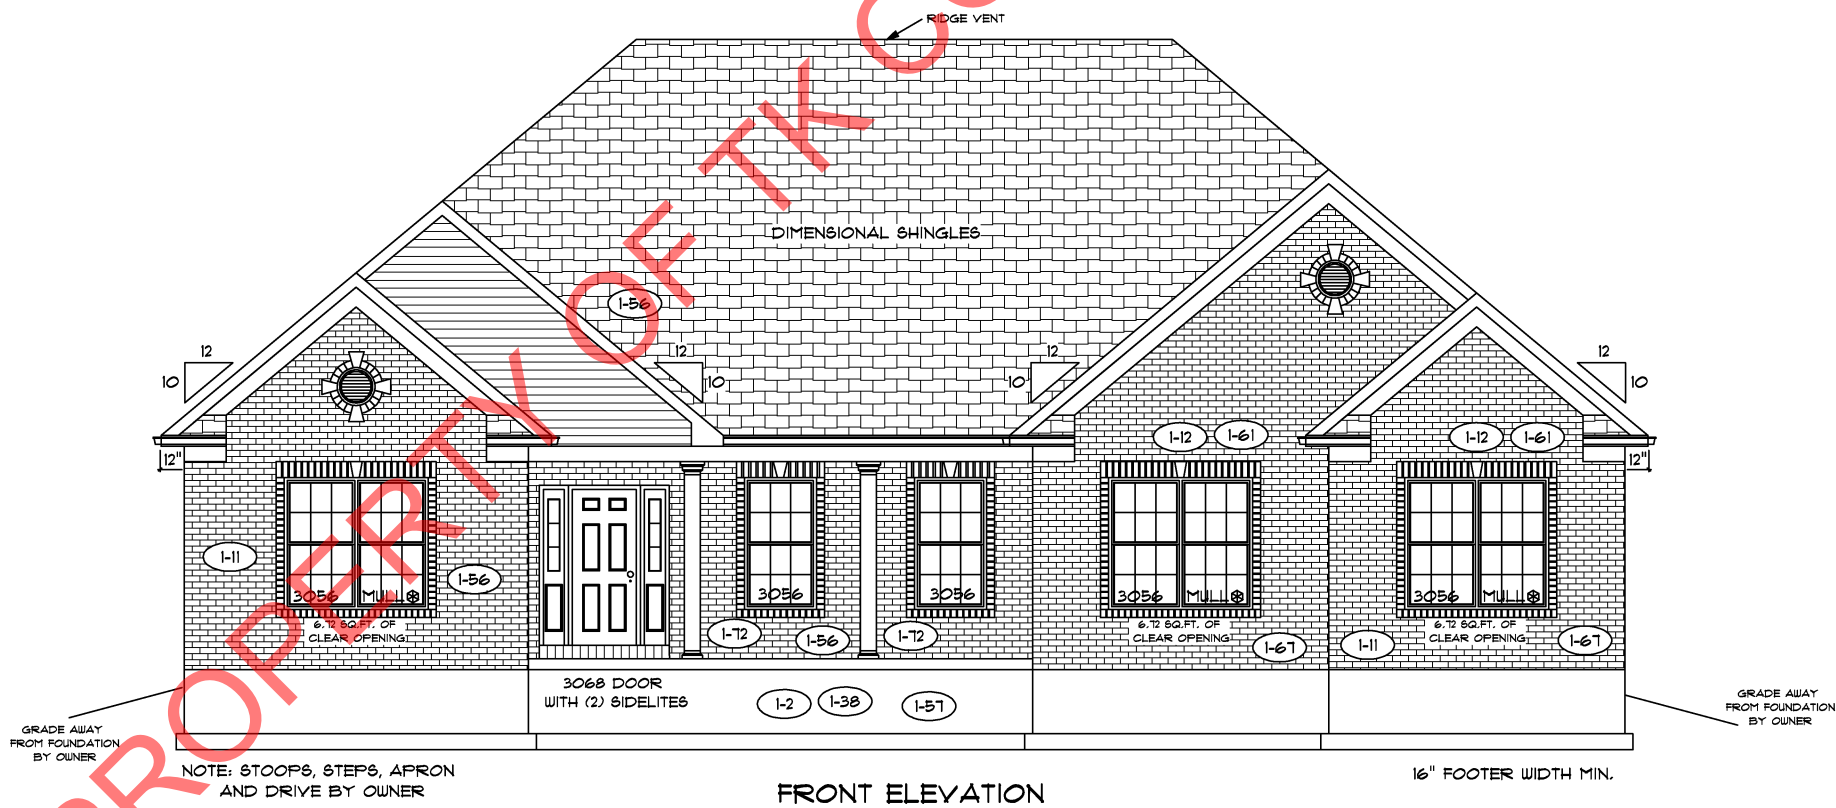 RIDGE VENT
DIMENSIONAL SHINGLES
1-56
12
10
12
10
12
10
12
10
1-12
1-61
1-12
1-61
12"
12"
1-11
1-56
3056 MULL
3056
3056
3056 MULL
3056 MULL
6.72 SQ.FT. OF
CLEAR OPENING
6.72 SQ.FT. OF
CLEAR OPENING
6.72 SQ.FT. OF
CLEAR OPENING
1-72
1-56
1-72
1-67
1-11
1-67
3068 DOOR
WITH (2) SIDELITES
1-2
1-38
1-57
GRADE AWAY
FROM FOUNDATION
BY OWNER
GRADE AWAY
FROM FOUNDATION
BY OWNER
NOTE: STOOPS, STEPS, APRON
AND DRIVE BY OWNER
FRONT ELEVATION
16" FOOTER WIDTH MIN.
PROPERTY OF TK